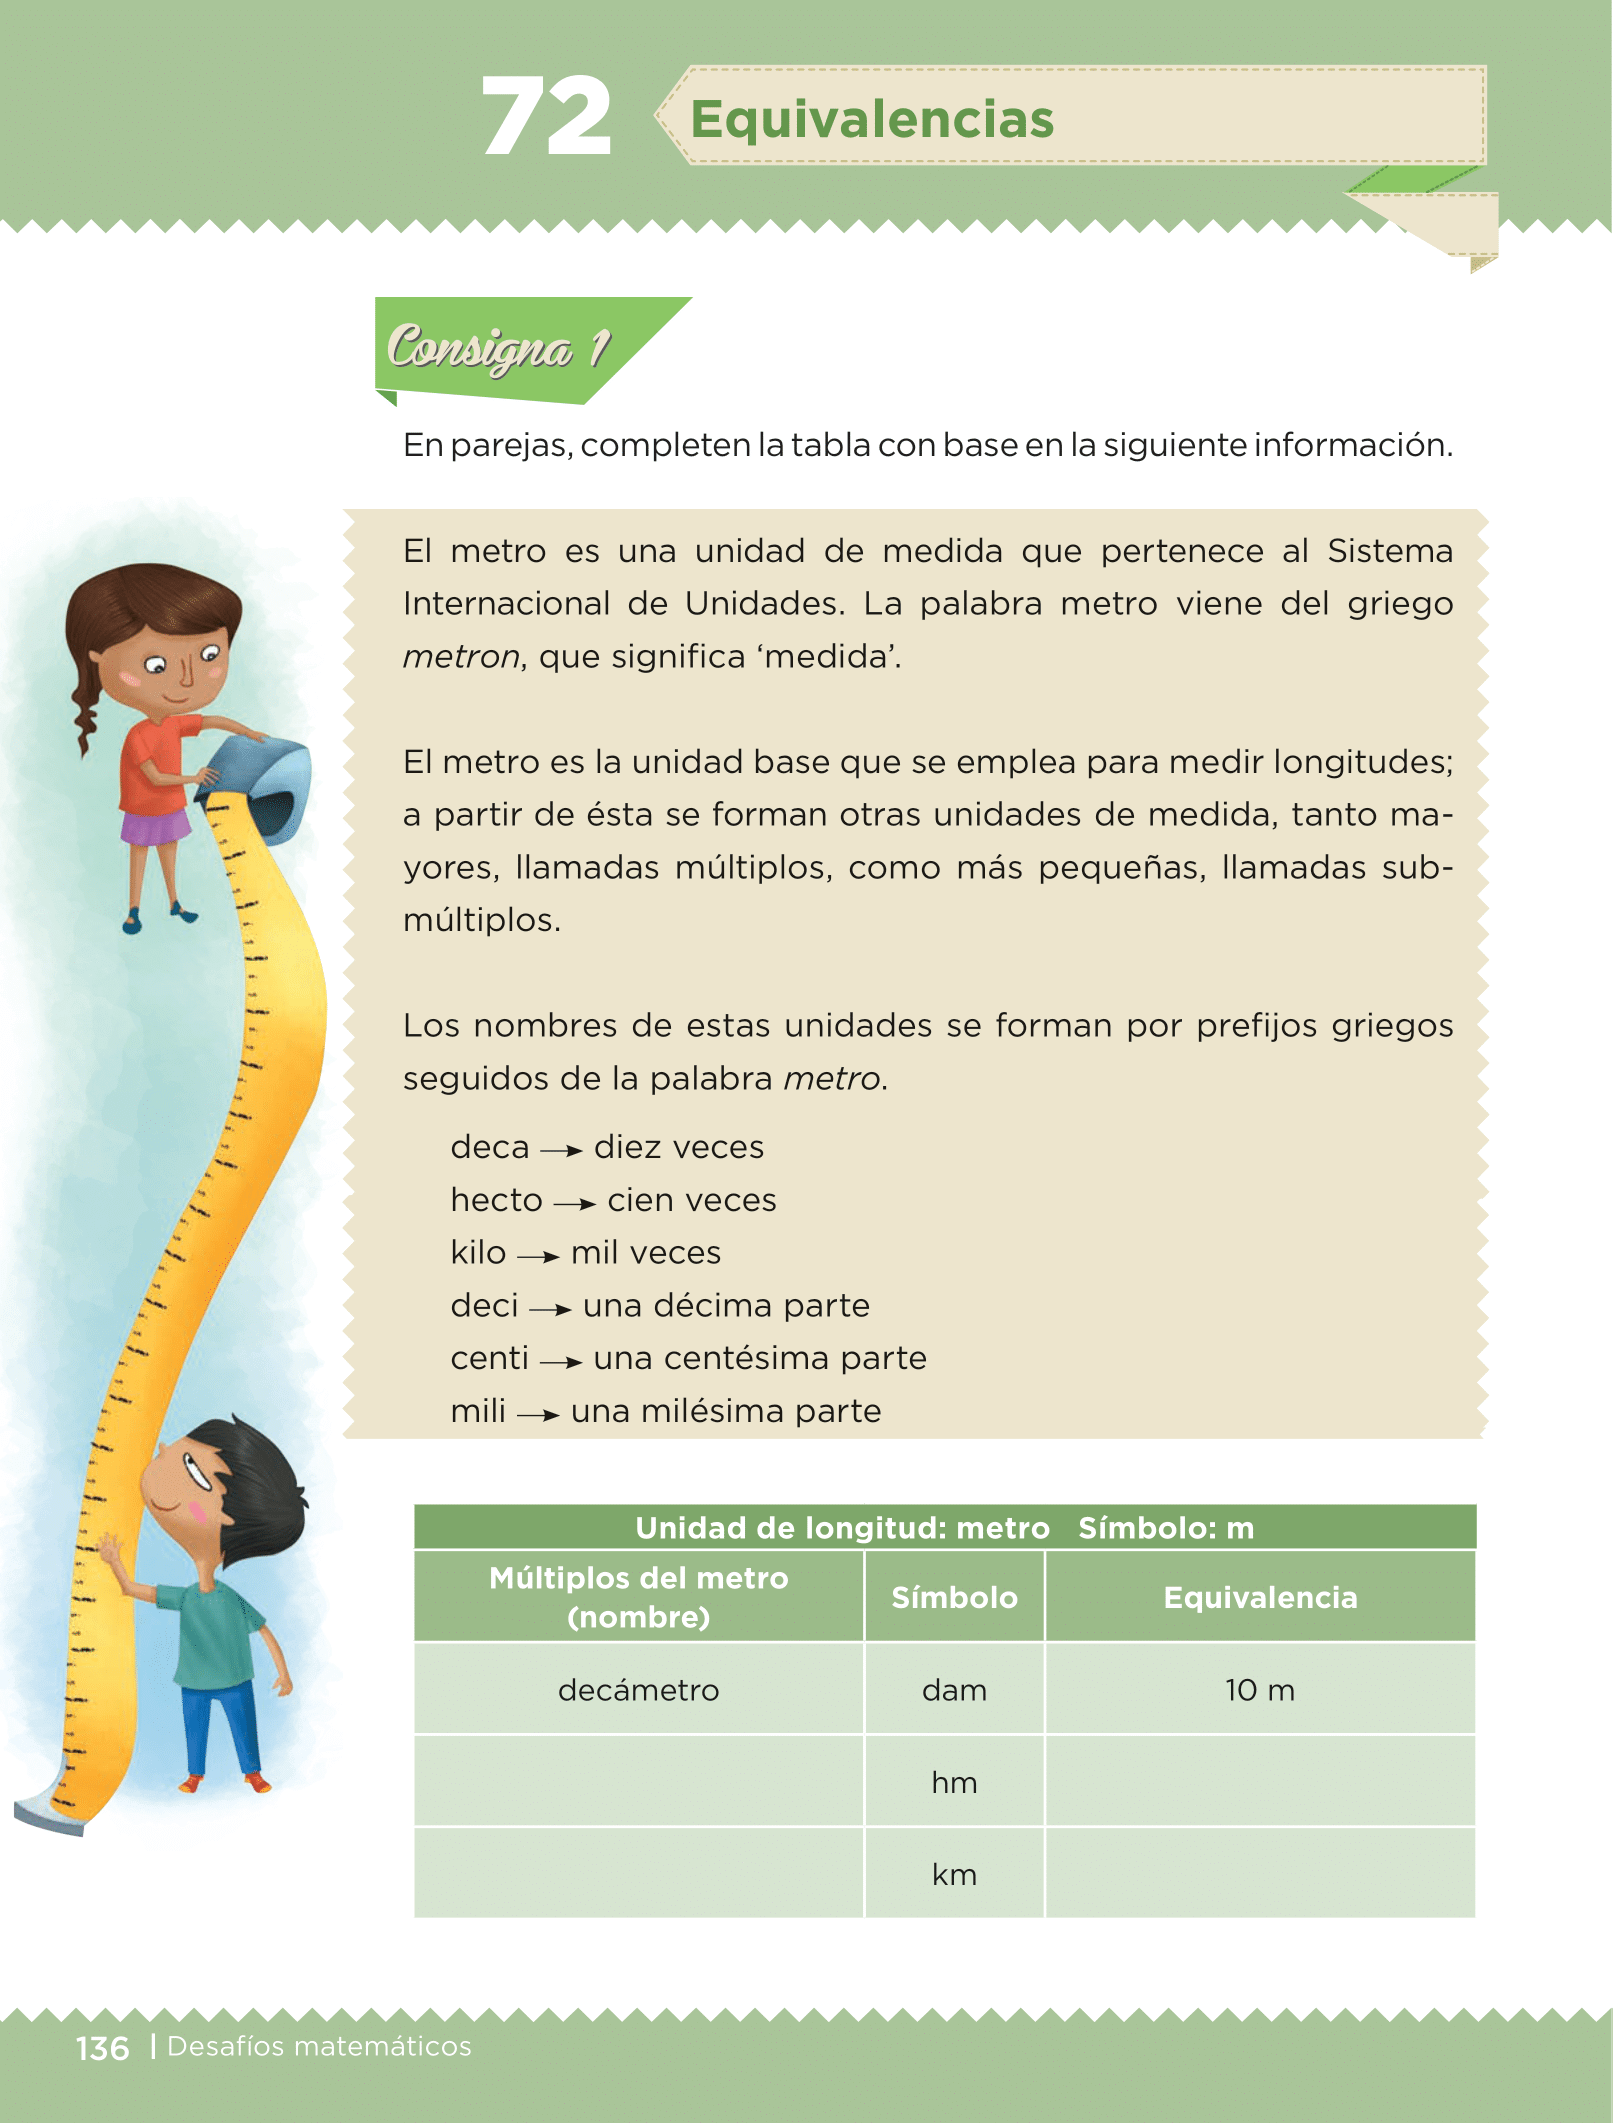 72
Equivalencias
Consigna 1
En parejas, completen la tabla con base en la siguiente información.
El metro es una unidad de medida que pertenece al Sistema
Internacional de Unidades. La palabra metro viene del griego
metron, que significa ‘medida’.
El metro es la unidad base que se emplea para medir longitudes;
a partir de ésta se forman otras unidades de medida, tanto ma-
yores, llamadas múltiplos, como más pequeñas, llamadas sub-
múltiplos.
Los nombres de estas unidades se forman por prefijos griegos
seguidos de la palabra metro.
deca → diez veces
hecto → cien veces
kilo → mil veces
deci → una décima parte
centi → una centésima parte
mili → una milésima parte
Unidad de longitud: metro Símbolo: m
Múltiplos del metro
(nombre)
Símbolo
Equivalencia
decámetro
dam
10 m
hm
km
136 | Desafíos matemáticos